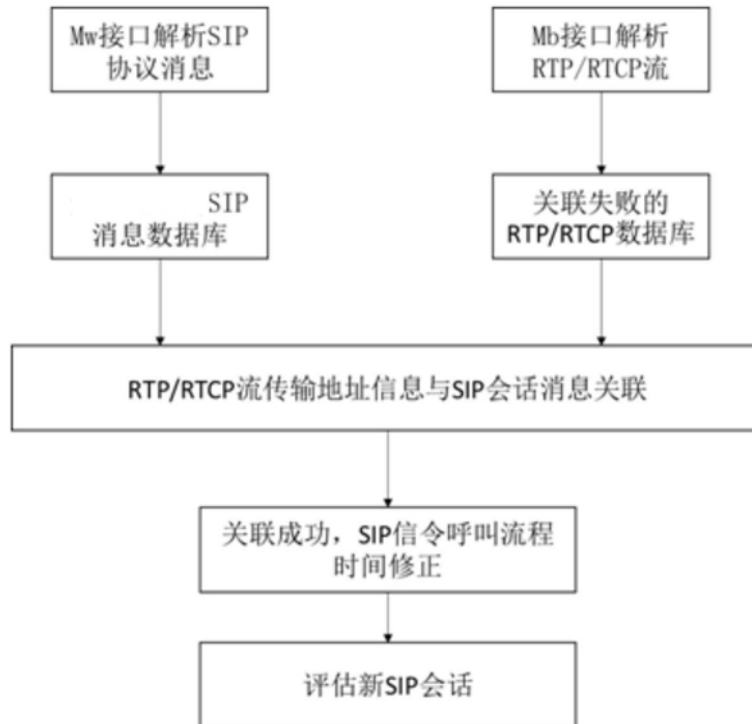 Mw接口解析SIP
协议消息
Mb接口解析
RTP/RTCP流
SIP
消息数据库
关联失败的
RTP/RTCP数据库
RTP/RTCP流传输地址信息与SIP会话消息关联
关联成功，SIP信令呼叫流程
时间修正
评估新SIP会话